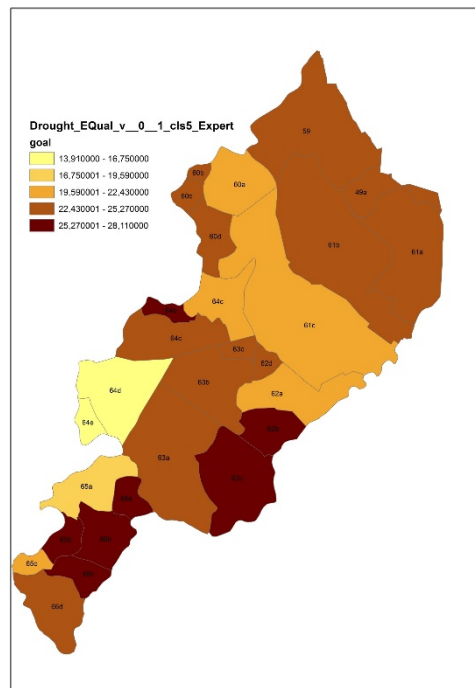 Drought_EQual_v__0__1_cls5_Expert
goal
13,910000 - 16,750000
16,750001 - 19,590000
19,590001 - 22,430000
22,430001 - 25,270000
25,270001 - 28,110000
59
60b
60a
49a
60c
60d
61b
61a
64c
61c
64c
63c
62d
64d
63b
62a
64e
63a
65a
65c
66d